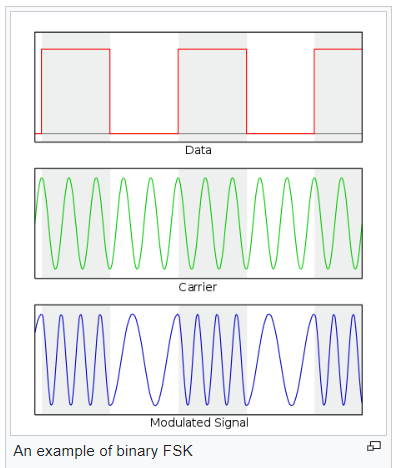 Data
Carrier
Modulated Signal
An example of binary FSK